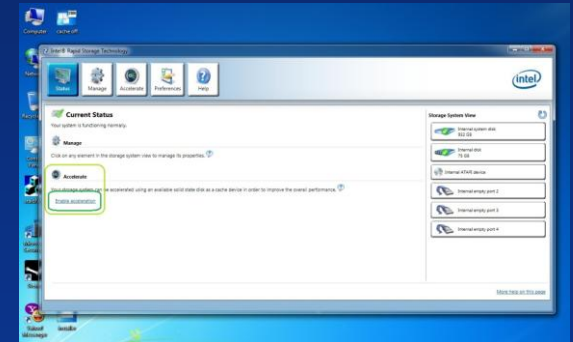 Computer
cache off
Intel® Rapid Storage Technology
Status
Manage
Accelerate
Preferences
Help
intel
Current Status
Your system is functioning normally.
Manage
Click on any element in the storage system view to manage its properties.
Accelerate
Your storage system can be accelerated using an available solid state disk as a cache device in order to improve the overall performance.
Enable acceleration
Storage System View
Internal system disk
Internal disk
75 GB
Internal ATAPI device
Internal empty port 2
Internal empty port 3
Internal empty port 4
More help on this page
Yahoo!
Messenger
Installer